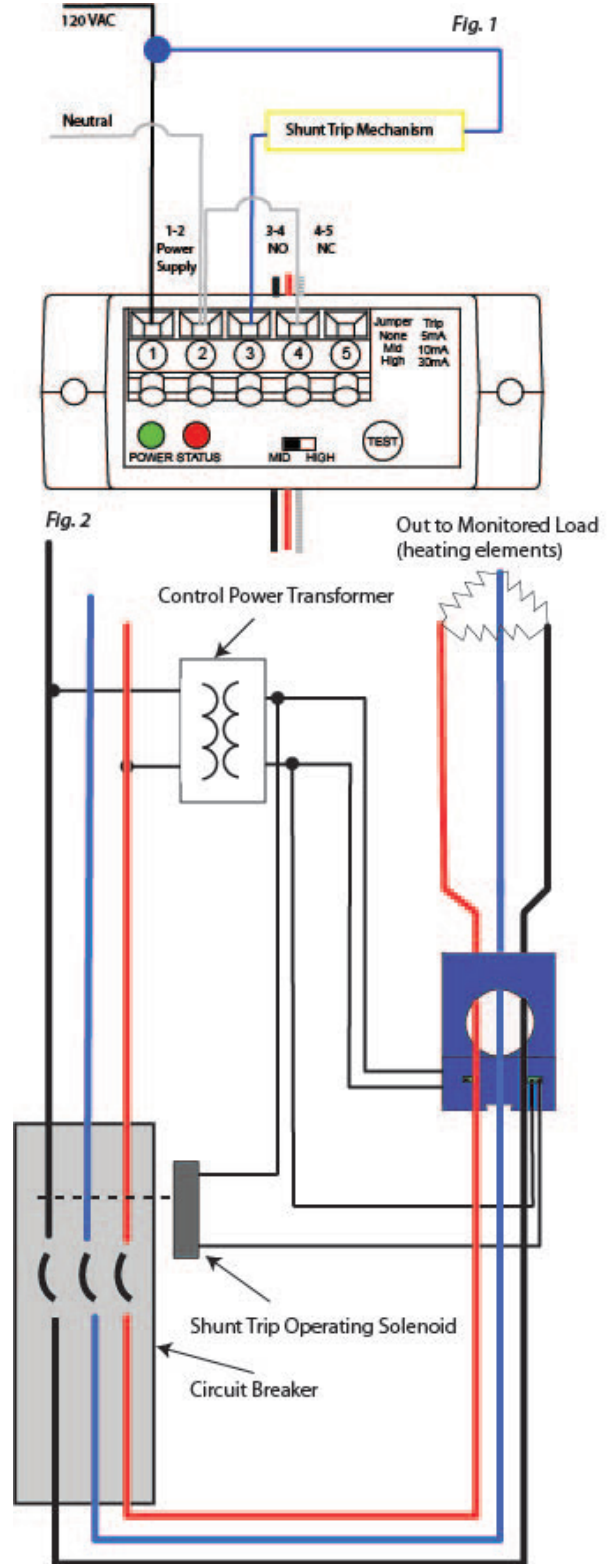 120 VAC
Fig. 1
Neutral
Shunt Trip Mechanism
1-2
Power
Supply
3-4
NO
4-5
NC
Jumper Trip
None 5mA
Mid 10mA
High 30mA
1 2 3 4 5
POWER STATUS
MID HIGH
TEST
Fig. 2
Out to Monitored Load
(heating elements)
Control Power Transformer
Shunt Trip Operating Solenoid
Circuit Breaker